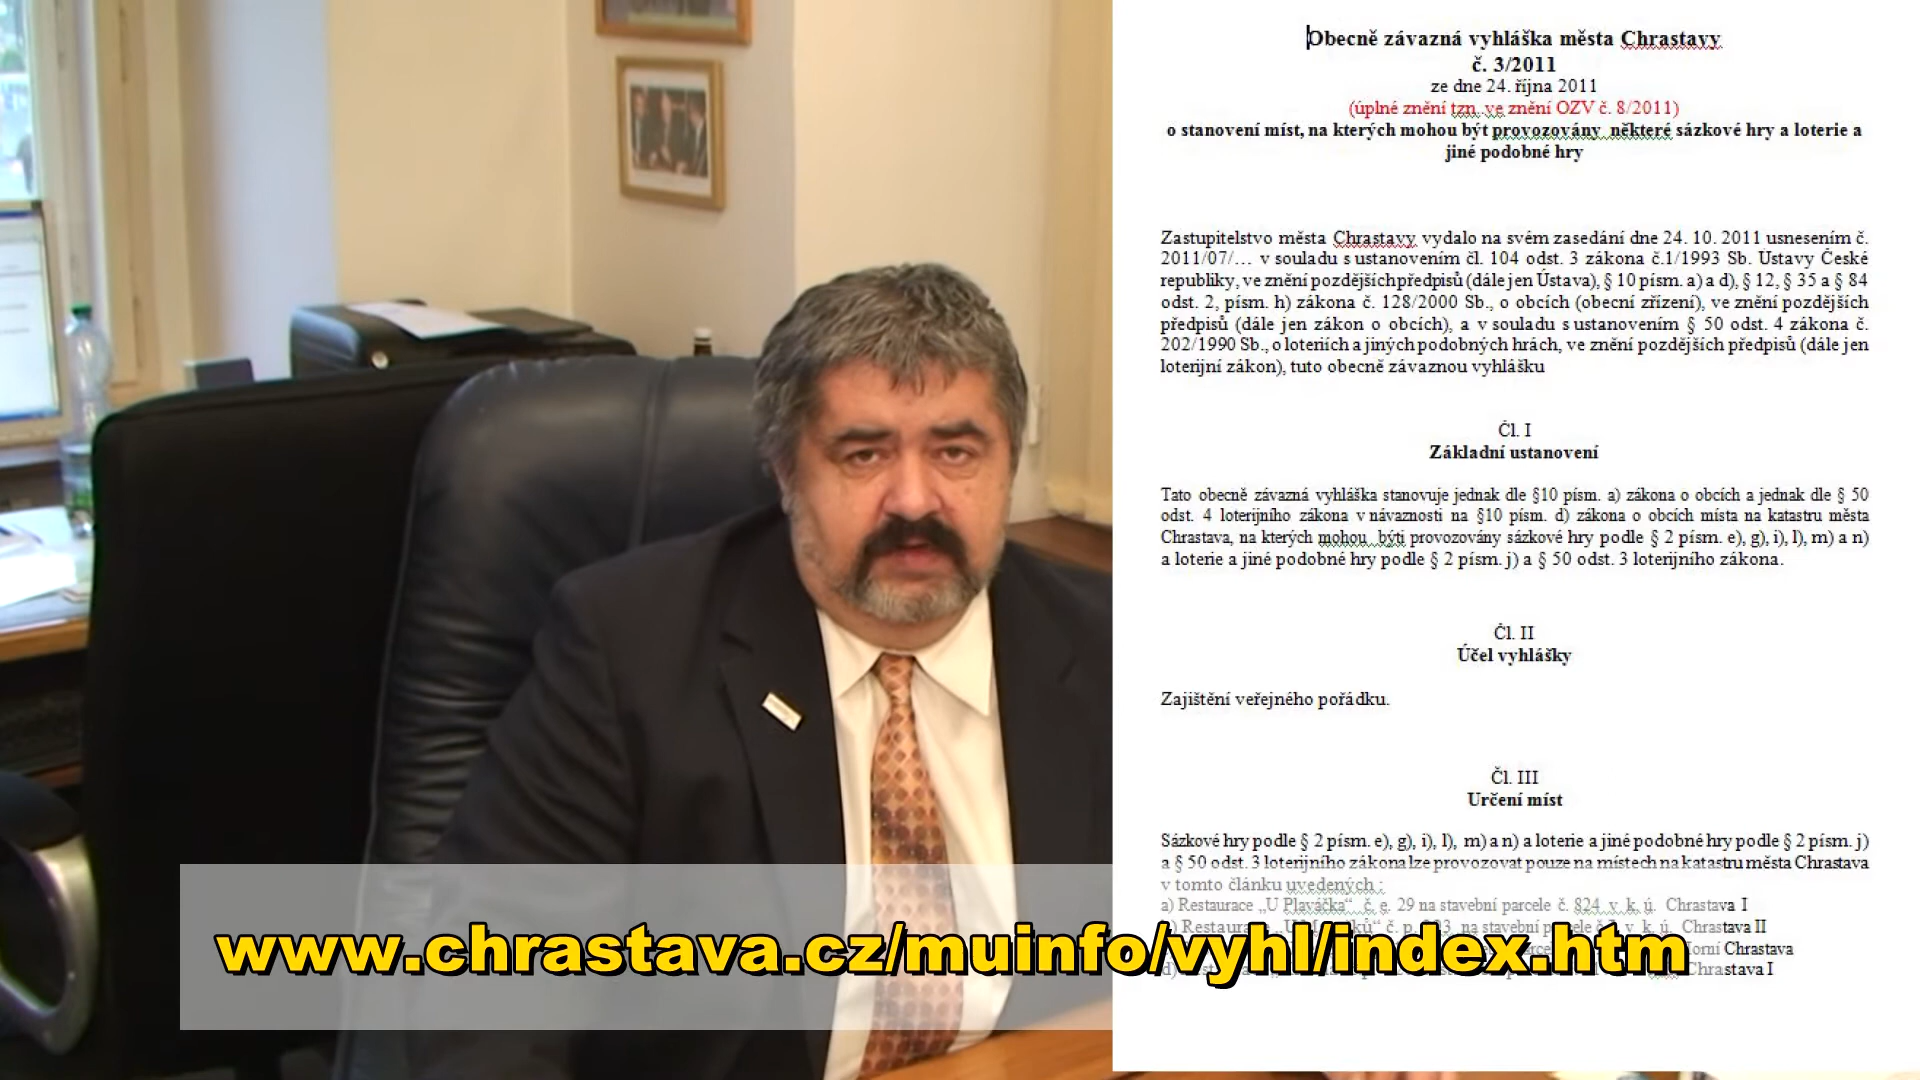 Obecně závazná vyhláška města Chrastavy
č. 3/2011
ze dne 24. října 2011
(úplné znění tzn. ve znění OZV č. 8/2011)
o stanovení míst, na kterých mohou být provozovány některé sázkové hry a loterie a
jiné podobné hry
Zastupitelstvo města Chrastavy vydalo na svém zasedání dne 24. 10. 2011 usnesením č.
2011/07/… v souladu s ustanovením čl. 104 odst. 3 zákona č.1/1993 Sb. Ústavy České
republiky, ve znění pozdějších předpisů (dále jen Ústava), § 10 písm. a) a d), § 12, § 35 a § 84
odst. 2, písm. h) zákona č. 128/2000 Sb., o obcích (obecní zřízení), ve znění pozdějších
předpisů (dále jen zákon o obcích), a v souladu s ustanovením § 50 odst. 4 zákona č.
202/1990 Sb., o loteriích a jiných podobných hrách, ve znění pozdějších předpisů (dále jen
loterijní zákon), tuto obecně závaznou vyhlášku
Čl. I
Základní ustanovení
Tato obecně závazná vyhláška stanovuje jednak dle §10 písm. a) zákona o obcích a jednak dle § 50
odst. 4 loterijního zákona v návaznosti na §10 písm. d) zákona o obcích místa na katastru města
Chrastava, na kterých mohou býti provozovány sázkové hry podle § 2 písm. e), g), i), l), m) a n)
a loterie a jiné podobné hry podle § 2 písm. j) a § 50 odst. 3 loterijního zákona.
Čl. II
Účel vyhlášky
Zajištění veřejného pořádku.
Čl. III
Určení míst
Sázkové hry podle § 2 písm. e), g), i), l), m) a n) a loterie a jiné podobné hry podle § 2 písm. j)
a § 50 odst. 3 loterijního zákona lze provozovat pouze na místech na katastru města Chrastava
v tomto článku uvedených :
a) Restaurace „U Plaváčka“ č. e. 29 na stavební parcele č. 824 v k. ú. Chrastava I
na stavební parcele v k. ú. Chrastava II
Horní Chrastava
Chrastava I
www.chrastava.cz/muinfo/vyhl/index.htm